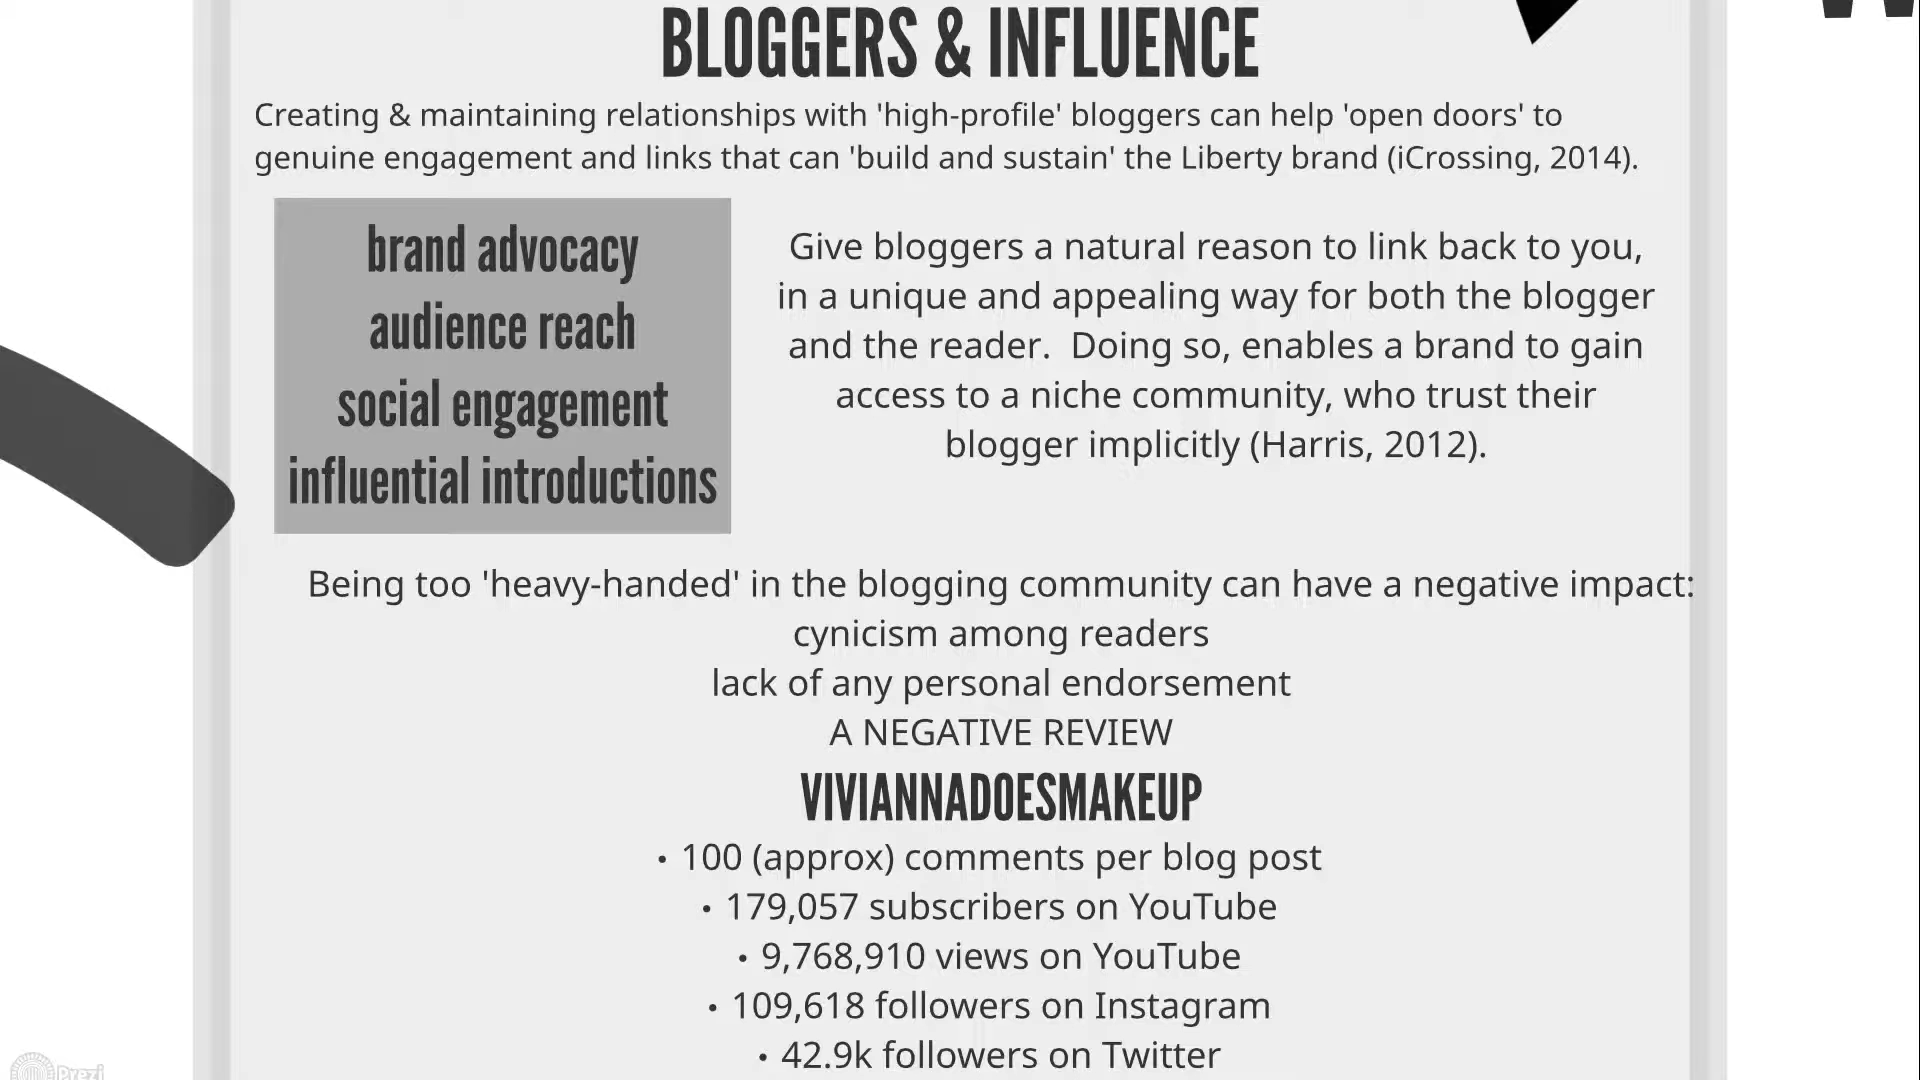 BLOGGERS & INFLUENCE
Creating & maintaining relationships with 'high-profile' bloggers can help 'open doors' to
genuine engagement and links that can 'build and sustain' the Liberty brand (iCrossing, 2014).
brand advocacy
audience reach
social engagement
influential introductions
Give bloggers a natural reason to link back to you,
in a unique and appealing way for both the blogger
and the reader.  Doing so, enables a brand to gain
access to a niche community, who trust their
blogger implicitly (Harris, 2012).
Being too 'heavy-handed' in the blogging community can have a negative impact:
cynicism among readers
lack of any personal endorsement
A NEGATIVE REVIEW
VIVIANNADOESMAKEUP
• 100 (approx) comments per blog post
• 179,057 subscribers on YouTube
• 9,768,910 views on YouTube
• 109,618 followers on Instagram
• 42.9k followers on Twitter
Prezi